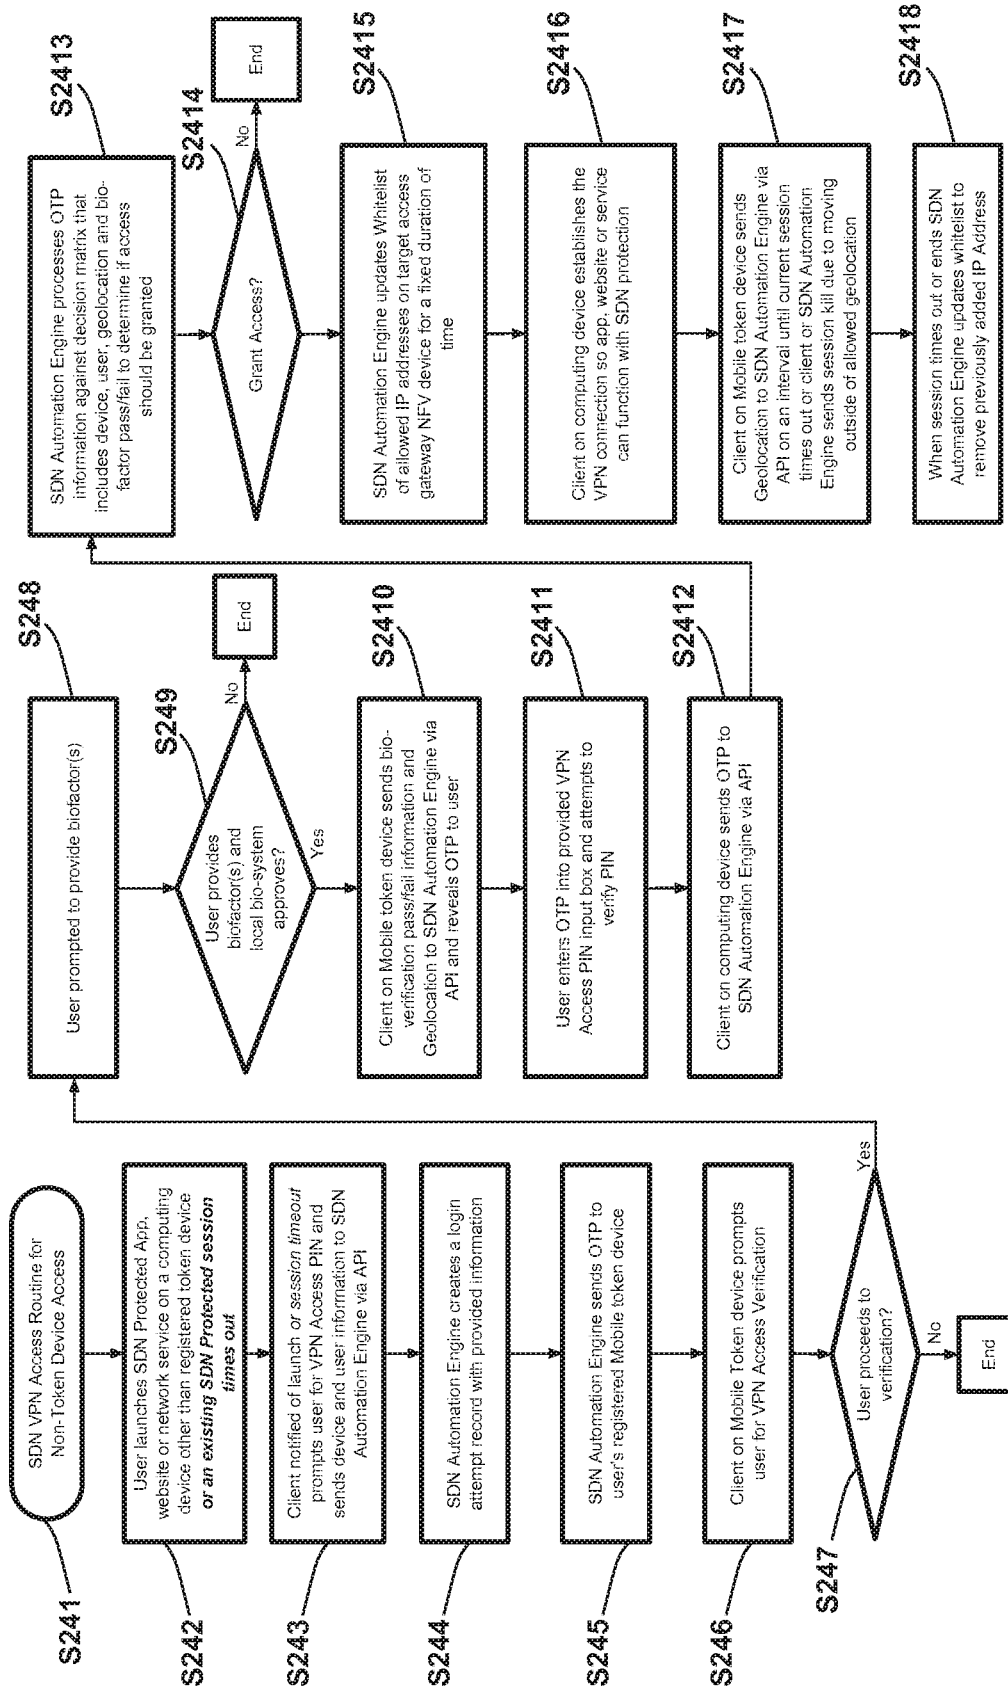 S241
SDN VPN Access Routine for
Non-Token Device Access
S242
User launches SDN Protected App,
website or network service on a computing
device other than registered token device
or an existing SDN Protected session
times out
S243
Client notified of launch or session timeout
prompts user for VPN Access PIN and
sends device and user information to SDN
Automation Engine via API
S244
SDN Automation Engine creates a login
attempt record with provided information
S245
SDN Automation Engine sends OTP to
user's registered Mobile token device
S246
Client on Mobile Token device prompts
user for VPN Access Verification
S247
User proceeds to
verification?
Yes
No
End
S248
User prompted to provide biofactor(s)
S249
User provides
biofactor(s) and
local bio-system
approves?
No
End
Yes
S2410
Client on Mobile token device sends bio-
verification pass/fail information and
Geolocation to SDN Automation Engine via
API and reveals OTP to user
S2411
User enters OTP into provided VPN
Access PIN input box and attempts to
verify PIN
S2412
Client on computing device sends OTP to
SDN Automation Engine via API
S2413
SDN Automation Engine processes OTP
information against decision matrix that
includes device, user, geolocation and bio-
factor pass/fail to determine if access
should be granted
S2414
Grant Access?
No
End
S2415
SDN Automation Engine updates Whitelist
of allowed IP addresses on target access
gateway NFV device for a fixed duration of
time
S2416
Client on computing device establishes the
VPN connection so app, website or service
can function with SDN protection
S2417
Client on Mobile token device sends
Geolocation to SDN Automation Engine via
API on an interval until current session
times out or client or SDN Automation
Engine sends session kill due to moving
outside of allowed geolocation
S2418
When session times out or ends SDN
Automation Engine updates whitelist to
remove previously added IP Address